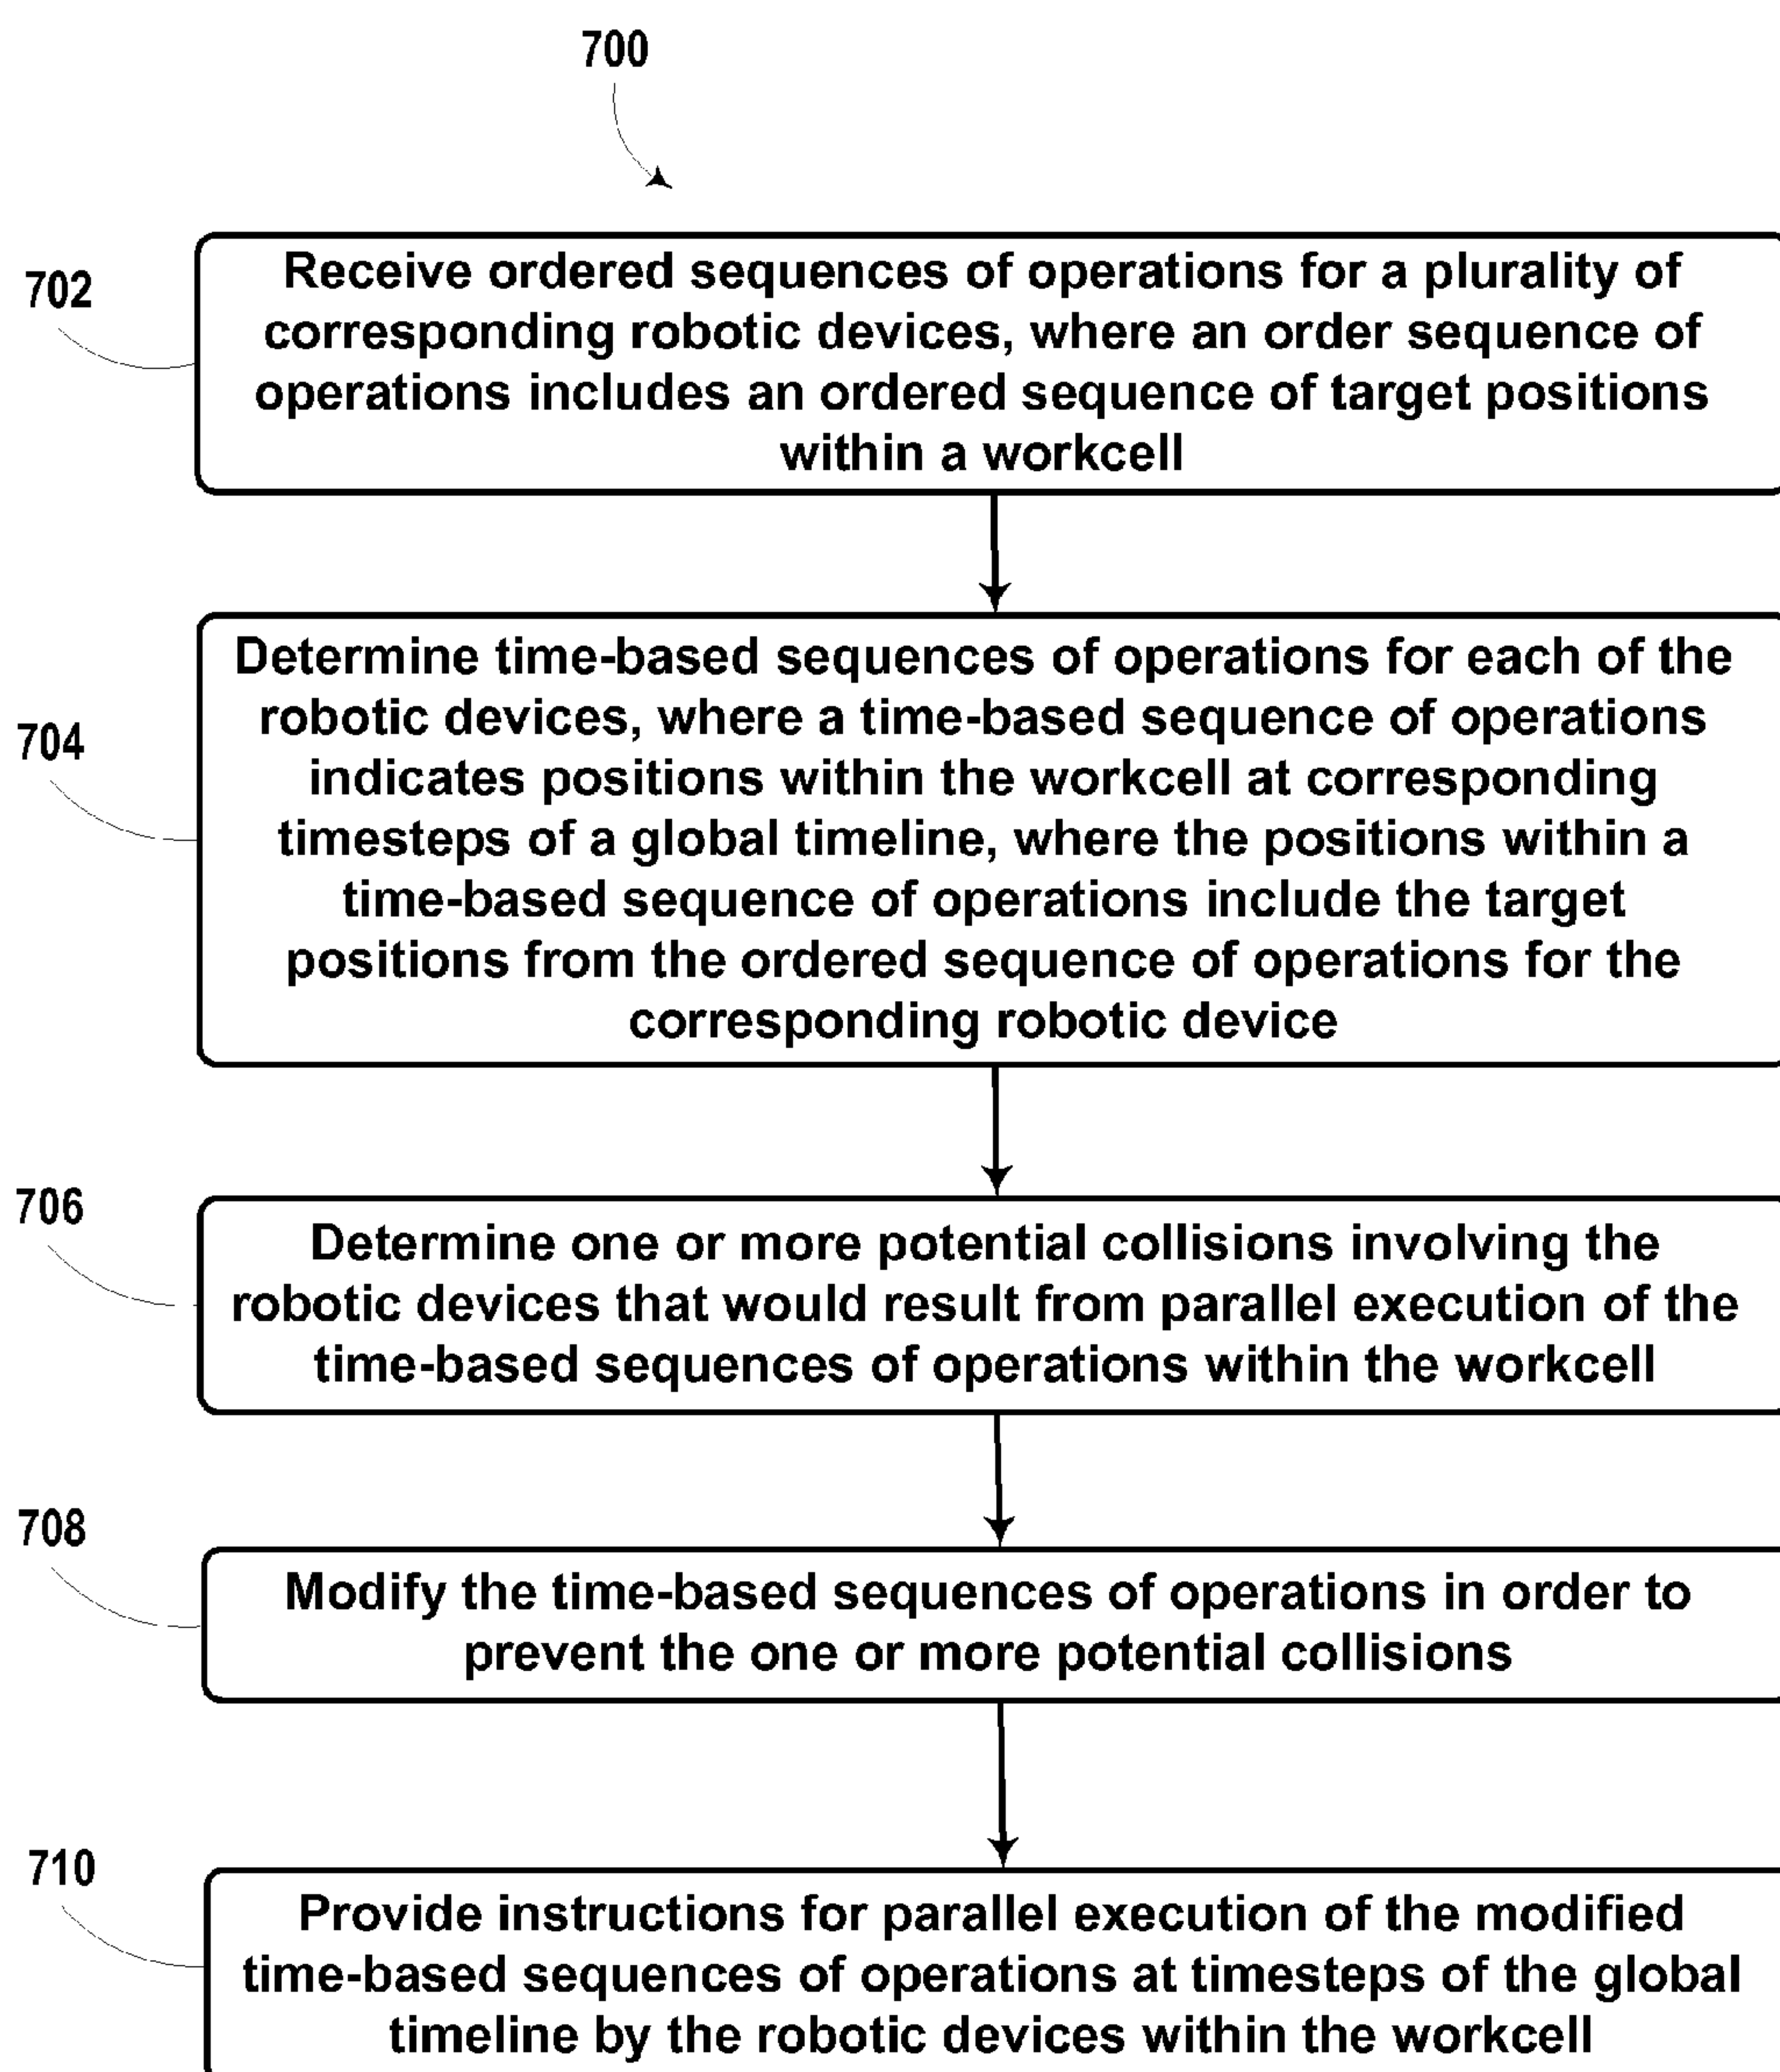 700
702
Receive ordered sequences of operations for a plurality of
corresponding robotic devices, where an order sequence of
operations includes an ordered sequence of target positions
within a workcell
704
Determine time-based sequences of operations for each of the
robotic devices, where a time-based sequence of operations
indicates positions within the workcell at corresponding
timesteps of a global timeline, where the positions within a
time-based sequence of operations include the target
positions from the ordered sequence of operations for the
corresponding robotic device
706
Determine one or more potential collisions involving the
robotic devices that would result from parallel execution of the
time-based sequences of operations within the workcell
708
Modify the time-based sequences of operations in order to
prevent the one or more potential collisions
710
Provide instructions for parallel execution of the modified
time-based sequences of operations at timesteps of the global
timeline by the robotic devices within the workcell